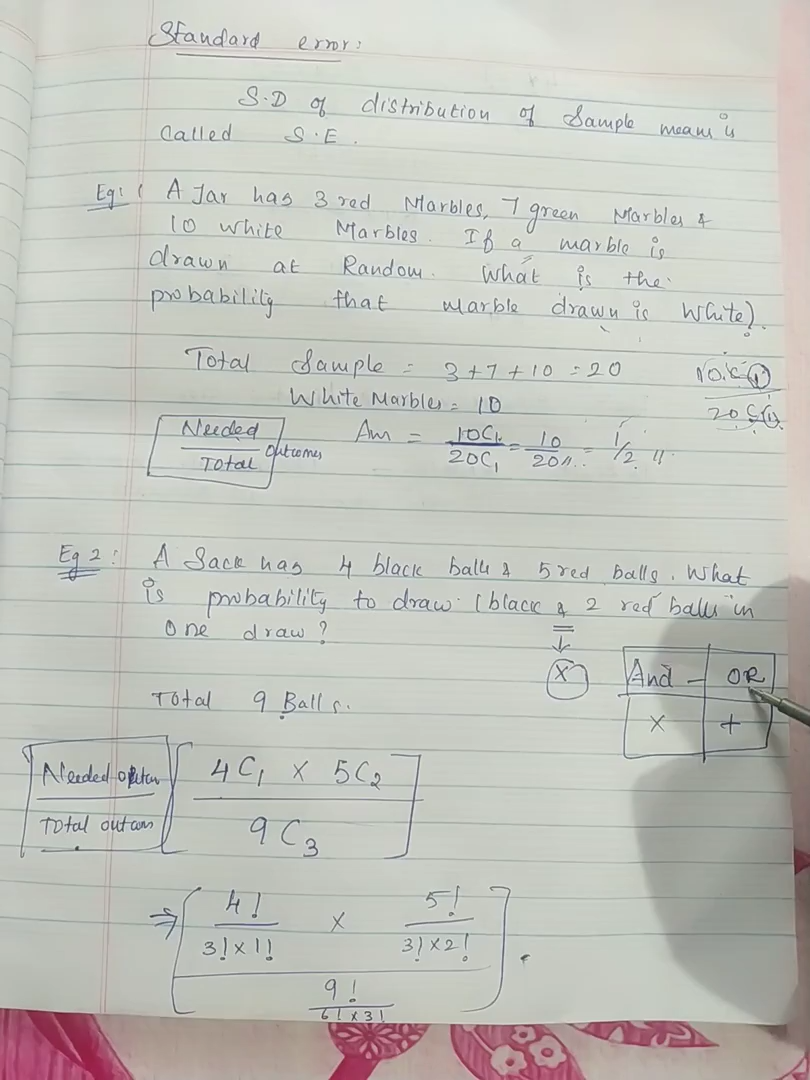 Standard error:
S.D of distribution of Sample means is
Called S.E.
Eg: 1 A Jar has 3 red Marbles, 7 green Marbles &
10 white Marbles. If a marble is
drawn at Random. What is the
probability that marble drawn is White).
Total Sample = 3+7+10 = 20
White Marbles = 10
10C1
20C1
Needed
Total
outcomes
Ans = 10C1/20C1 = 10/20 = 1/2 //.
Eg 2: A Sack has 4 black balls & 5 red balls. What
is probability to draw 1 black & 2 red balls in
one draw?
↓
X
And - OR
X +
Total 9 Balls.
Needed
Total outcom
[4C1 X 5C2
9C3]
⇒ [4!/3!x1! X 5!/3!x2!
9!/6!x3!].